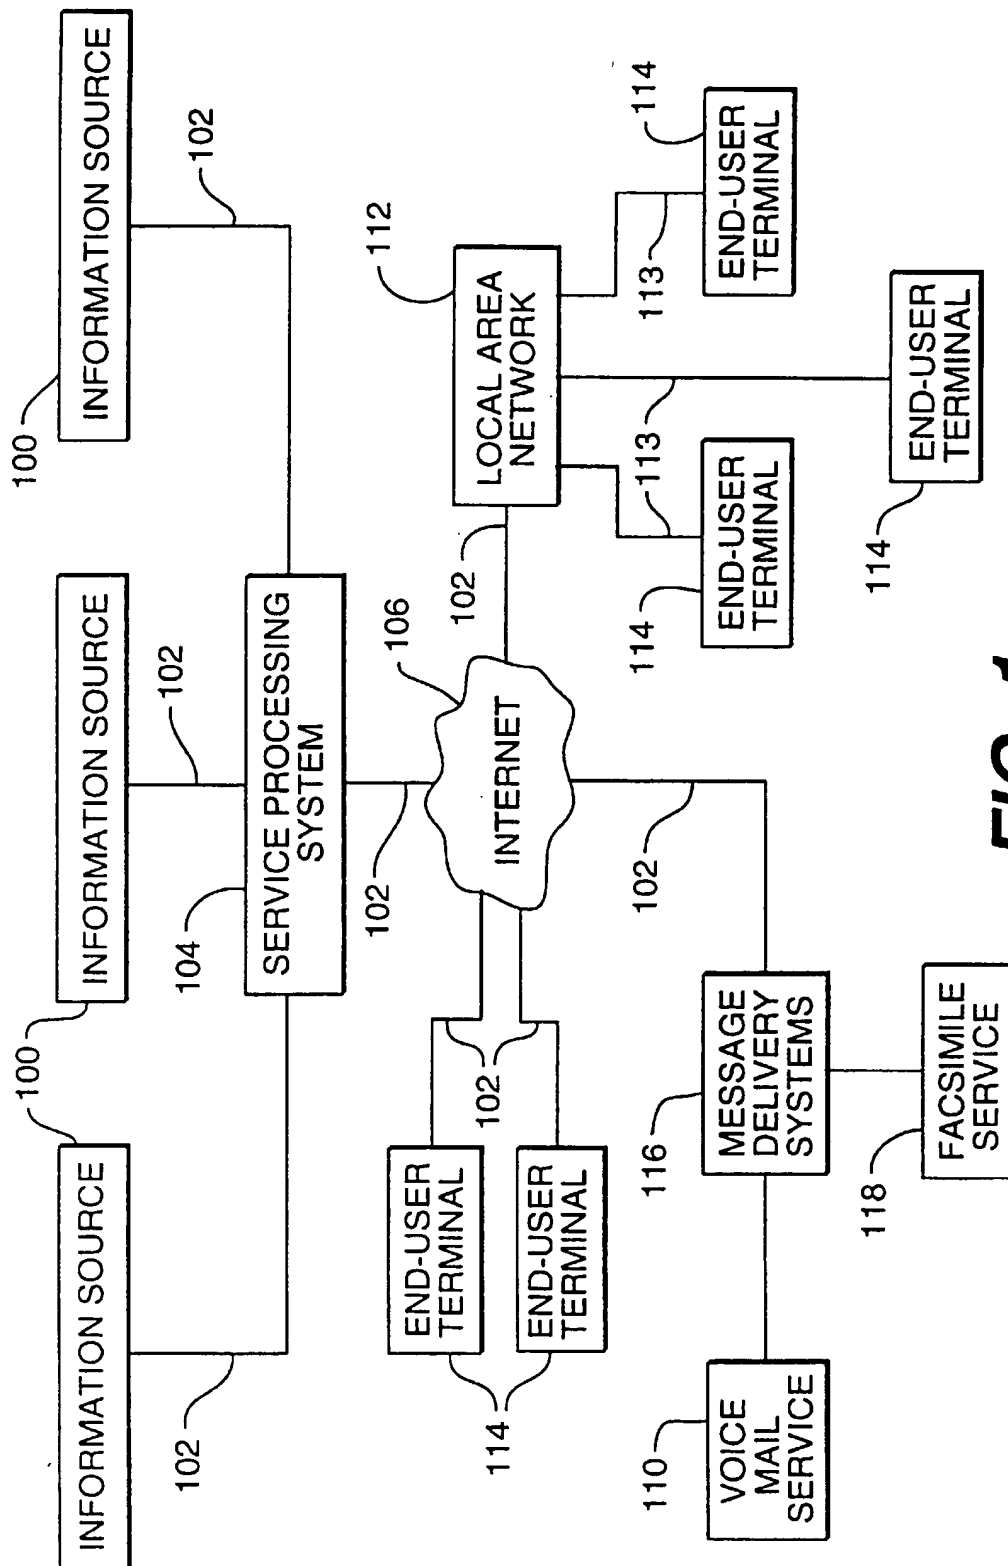 100
100
INFORMATION SOURCE
INFORMATION SOURCE
INFORMATION SOURCE
102
102
102
104
SERVICE PROCESSING
SYSTEM
102
106
112
END-USER
TERMINAL
102
INTERNET
102
LOCAL AREA
NETWORK
114
END-USER
TERMINAL
102
113
113
114
114
END-USER
TERMINAL
END-USER
TERMINAL
110
116
VOICE
MAIL
SERVICE
MESSAGE
DELIVERY
SYSTEMS
118
114
END-USER
TERMINAL
FACSIMILE
SERVICE
FIG. 1